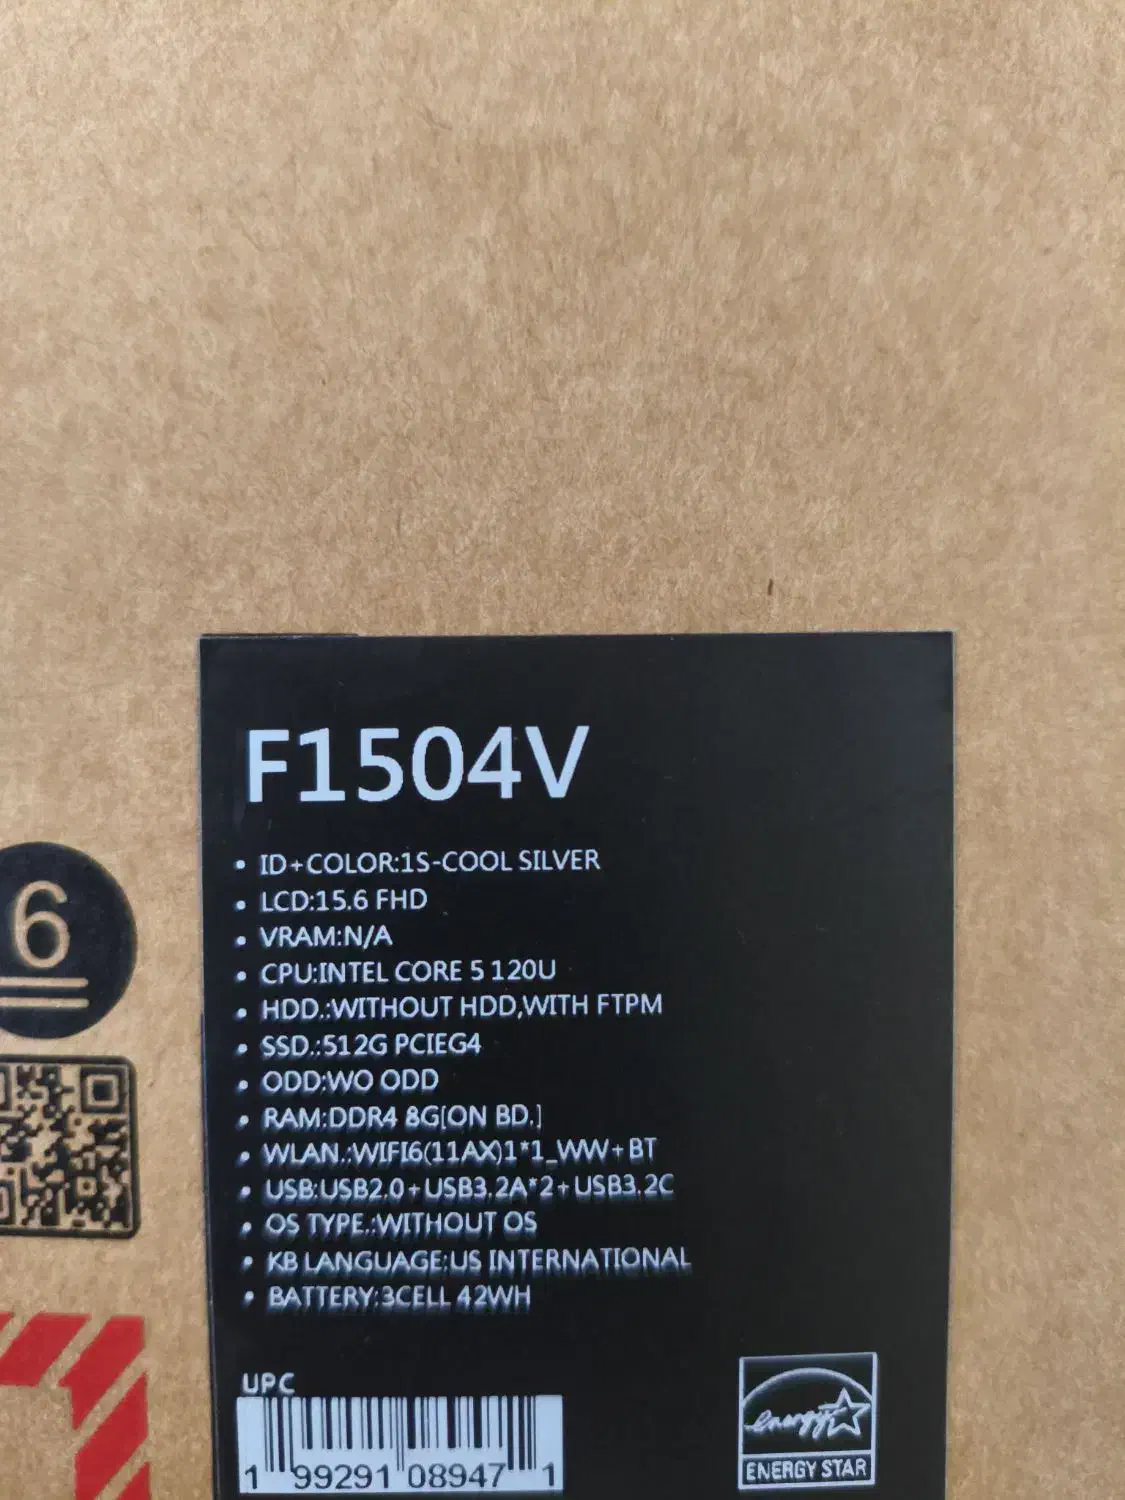 F1504V
• ID+COLOR:1S-COOL SILVER
• LCD:15.6 FHD
• VRAM:N/A
• CPU:INTEL CORE 5 120U
• HDD.:WITHOUT HDD,WITH FTPM
• SSD.:512G PCIEG4
• ODD:WO ODD
• RAM:DDR4 8G[ON BD.]
• WLAN.:WIFI6(11AX)1*1_WW+BT
• USB:USB2.0+USB3.2A*2+USB3.2C
• OS TYPE.:WITHOUT OS
• KB LANGUAGE:US INTERNATIONAL
• BATTERY:3CELL 42WH
UPC
1 99291 08947 1
energy
ENERGY STAR
6